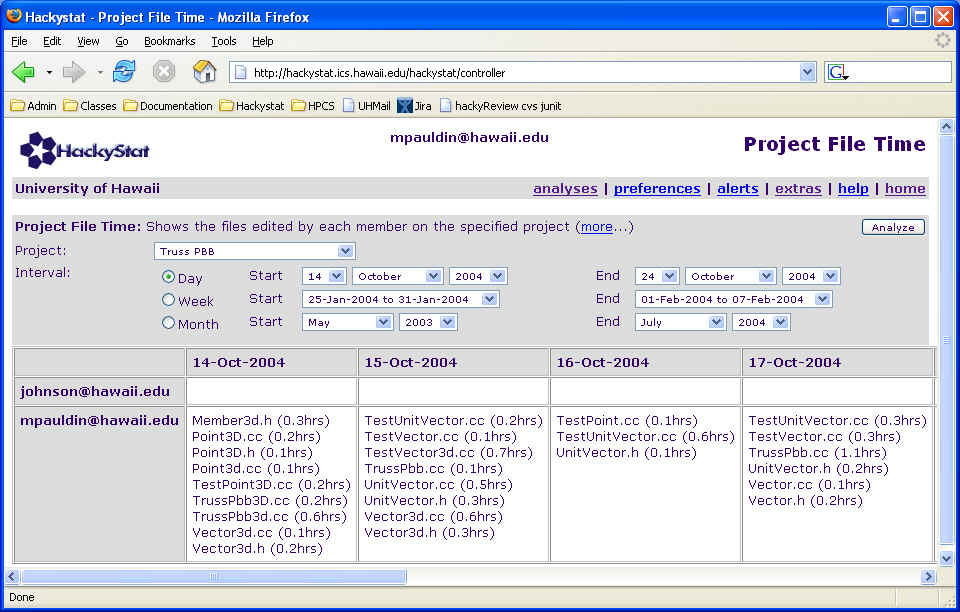 Hackystat - Project File Time - Mozilla Firefox
File Edit View Go Bookmarks Tools Help
http://hackystat.ics.hawaii.edu/hackystat/controller
G
Admin Classes Documentation Hackystat HPCS UHMail Jira hackyReview cvs junit
HackyStat mpauldin@hawaii.edu Project File Time
University of Hawaii analyses | preferences | alerts | extras | help | home
Project File Time: Shows the files edited by each member on the specified project (more...) Analyze
Project: Truss PBB
Interval: Day Start 14 October 2004 End 24 October 2004
Week Start 25-Jan-2004 to 31-Jan-2004 End 01-Feb-2004 to 07-Feb-2004
Month Start May 2003 End July 2004
14-Oct-2004 15-Oct-2004 16-Oct-2004 17-Oct-2004
johnson@hawaii.edu
mpauldin@hawaii.edu Member3d.h (0.3hrs) TestUnitVector.cc (0.2hrs) TestPoint.cc (0.1hrs) TestUnitVector.cc (0.3hrs)
Point3D.cc (0.2hrs) TestVector.cc (0.1hrs) TestUnitVector.cc (0.6hrs) TestVector.cc (0.3hrs)
Point3D.h (0.1hrs) TestVector3d.cc (0.7hrs) UnitVector.h (0.1hrs) TrussPbb.cc (1.1hrs)
Point3d.cc (0.1hrs) TrussPbb.cc (0.1hrs) UnitVector.h (0.2hrs)
TestPoint3D.cc (0.2hrs) UnitVector.cc (0.5hrs) Vector.cc (0.1hrs)
TrussPbb3D.cc (0.2hrs) UnitVector.h (0.3hrs) Vector.h (0.2hrs)
TrussPbb3d.cc (0.6hrs) Vector3d.cc (0.6hrs)
Vector3d.cc (0.1hrs) Vector3d.h (0.3hrs)
Vector3d.h (0.2hrs)
Done